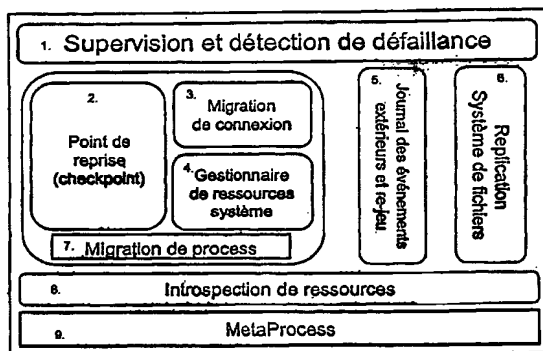 1. Supervision et détection de défaillance
2.
Point de
reprise
(checkpoint)
3. Migration
de connexion
4. Gestionnaire
de ressources
système
5. Journal des événements
extérieurs et re-jeu.
6. Replication
Système de fichiers
7. Migration de process
8. Introspection de ressources
9. MetaProcess